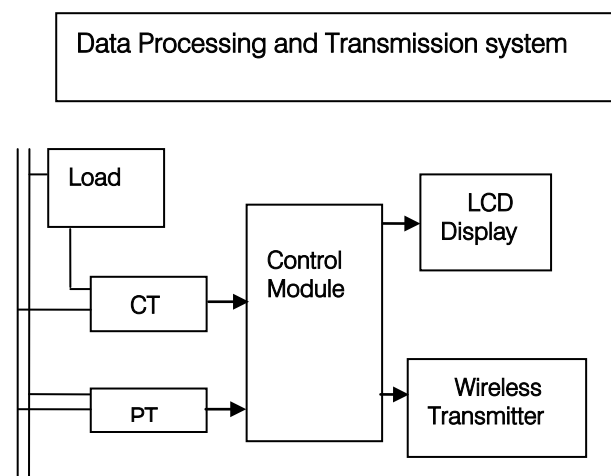 Data Processing and Transmission system
Load
LCD
Display
Control
Module
CT
Wireless
Transmitter
PT